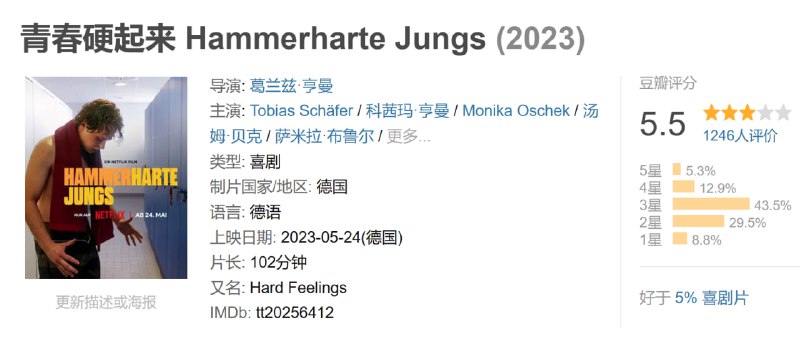 青春硬起来 Hammerharte Jungs (2023)
EIN NETFLIX FILM
HAMMERHARTE
JUNGS
NUR AUF NETFLIX AB 24. MAI
更新描述或海报
导演: 葛兰兹·亨曼
主演: Tobias Schäfer / 科茜玛·亨曼 / Monika Oschek / 汤
姆·贝克 / 萨米拉·布鲁尔 / 更多...
类型: 喜剧
制片国家/地区: 德国
语言: 德语
上映日期: 2023-05-24(德国)
片长: 102分钟
又名: Hard Feelings
IMDb: tt20256412
豆瓣评分
5.5
1246人评价
5星 5.3%
4星 12.9%
3星 43.5%
2星 29.5%
1星 8.8%
好于 5% 喜剧片